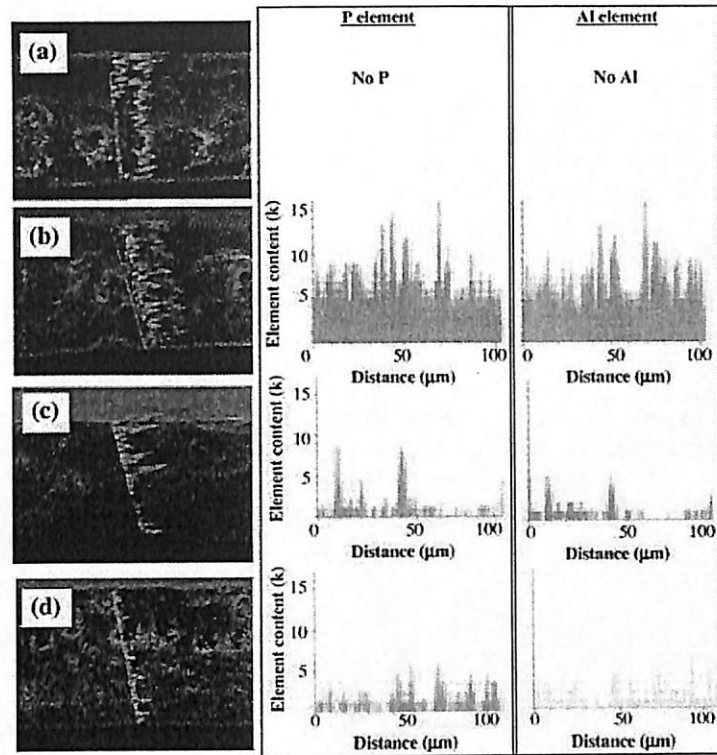 P element
Al element
(a)
No P
No Al
(b)
Element content (k)
15
10
5
0
50
100
0
50
100
Distance (μm)
Distance (μm)
(c)
Element content (k)
15
10
5
0
50
100
0
50
100
Distance (μm)
Distance (μm)
(d)
Element content (k)
15
10
5
0
50
100
0
50
100
Distance (μm)
Distance (μm)